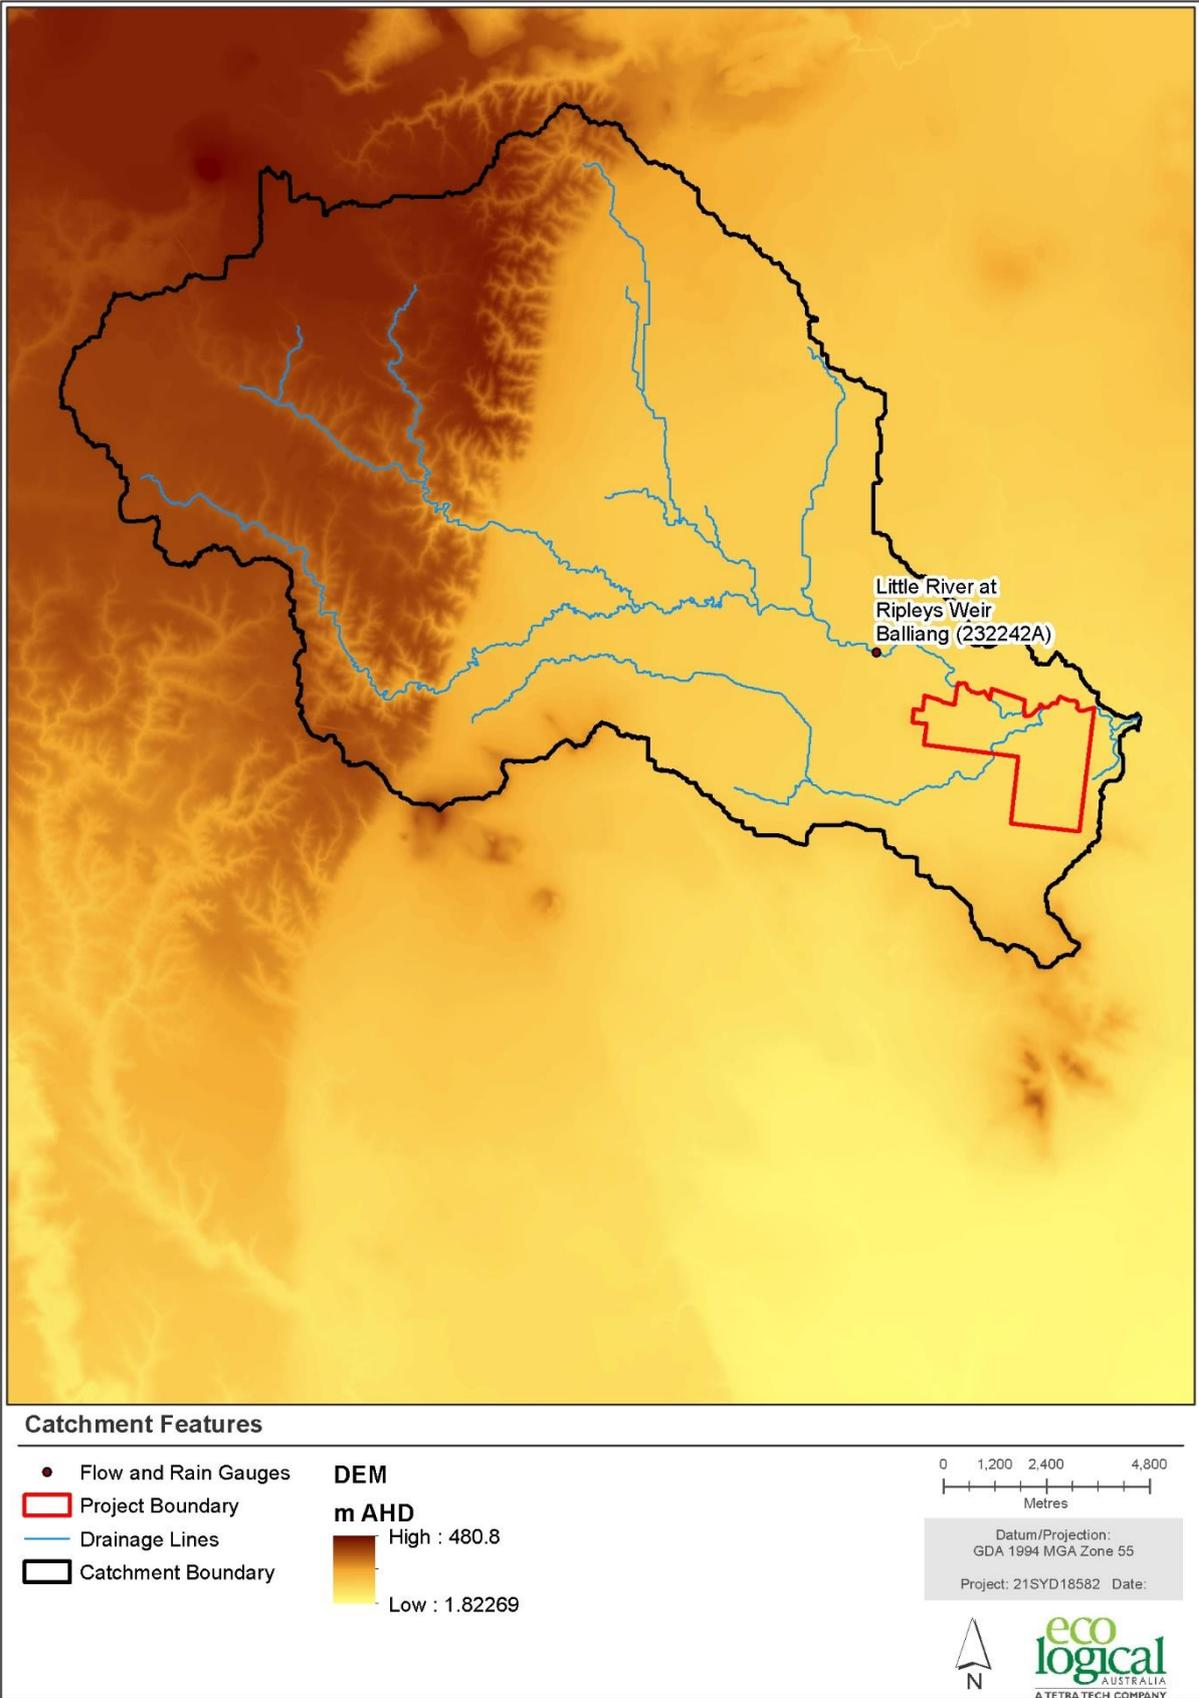 Little River at
Ripleys Weir
Balliang (232242A)
Catchment Features
Flow and Rain Gauges
Project Boundary
Drainage Lines
Catchment Boundary
DEM
m AHD
High : 480.8
Low : 1.82269
0 1,200 2,400 4,800
Metres
Datum/Projection:
GDA 1994 MGA Zone 55
Project: 21SYD18582 Date:
N
eco
logical
AUSTRALIA
A TETRA TECH COMPANY